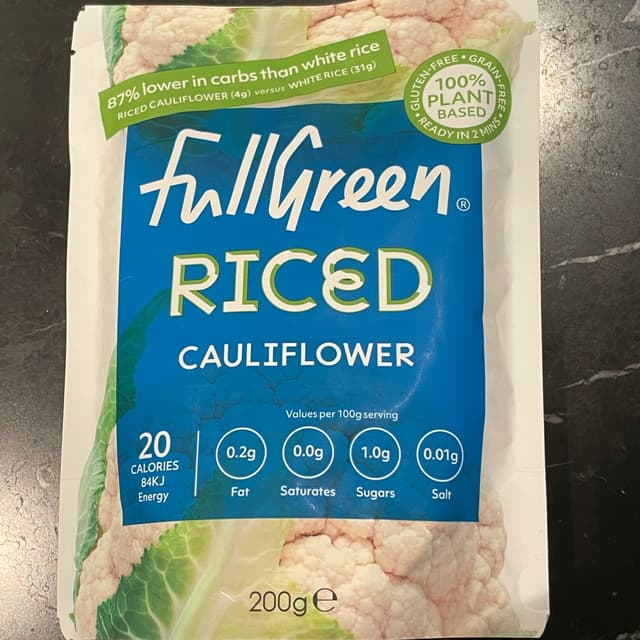 87% lower in carbs than white rice
RICED CAULIFLOWER (4g) versus WHITE RICE (31g)
GLUTEN-FREE • GRAIN-FREE
100%
PLANT
BASED
• READY IN 2 MINS •
FullGreen®
RICED
CAULIFLOWER
Values per 100g serving
20
CALORIES
84KJ
Energy
0.2g
Fat
0.0g
Saturates
1.0g
Sugars
0.01g
Salt
200g ℮